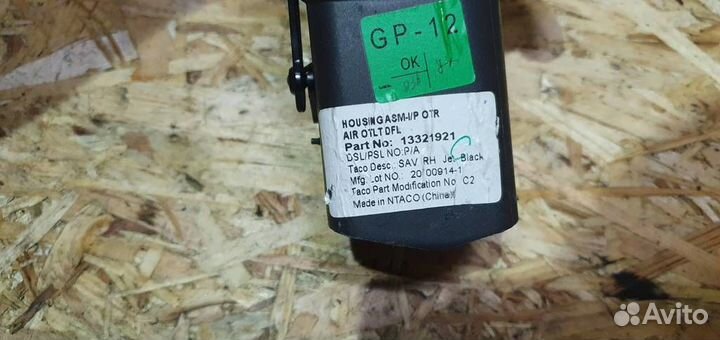 GP-12
OK
HOUSING ASM-I/P OTR
AIR OTLT DFL
Part No: 13321921
DSL/PSL NO:P/A
Taco Desc.: SAV RH Jet Black
Mfg. Lot NO.: 20100914-1
Taco Part Modification No: C2
Made in NTACO (China)
Avito